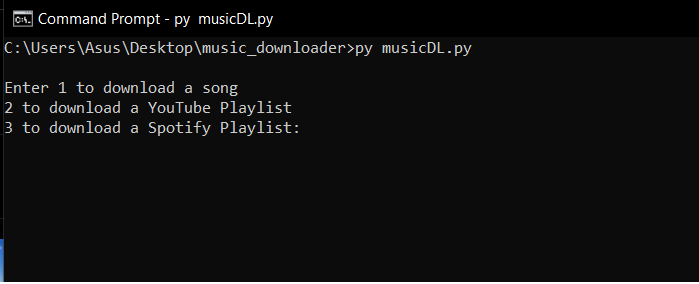 Command Prompt - py  musicDL.py
C:\Users\Asus\Desktop\music_downloader>py musicDL.py
Enter 1 to download a song
2 to download a YouTube Playlist
3 to download a Spotify Playlist: